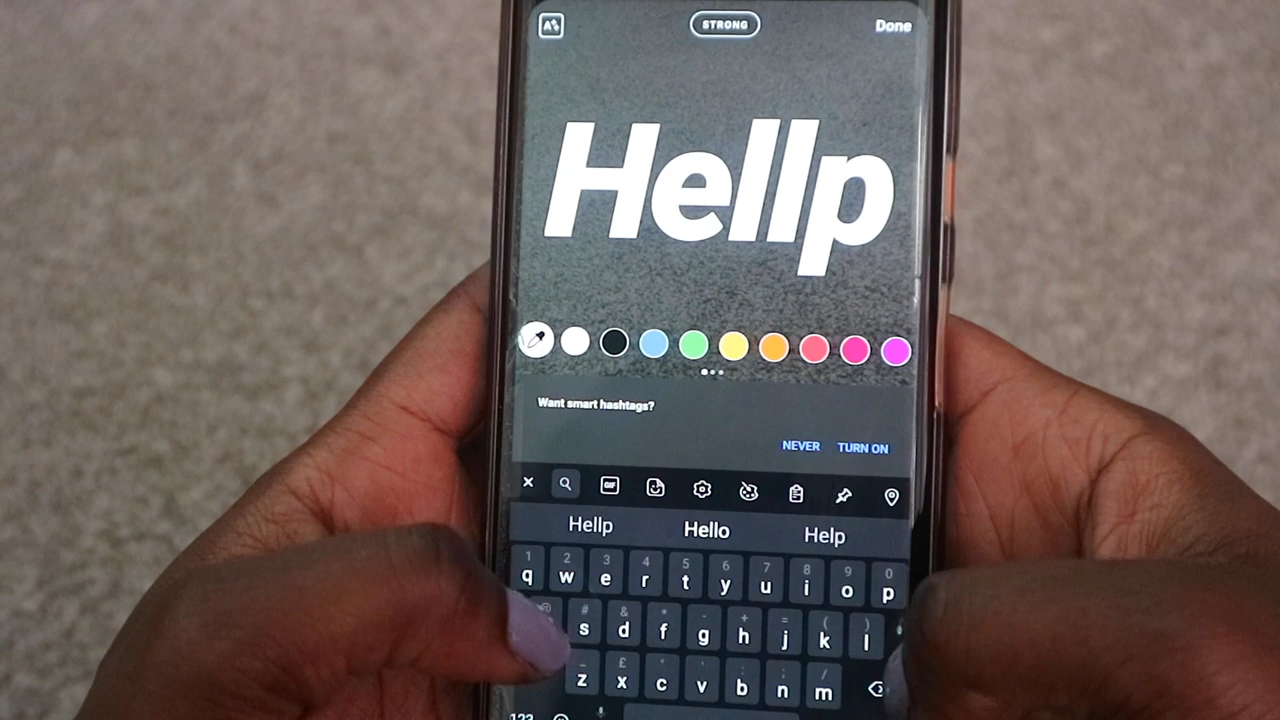 A STRONG Done
Hellp
Want smart hashtags?
NEVER TURN ON
GIF
Hellp Hello Help
1 2 3 4 5 6 7 8 9 0
q w e r t y u i o p
# & * - + = ( )
s d f g h j k l
_ £ " ' : ; /
z x c v b n m
123